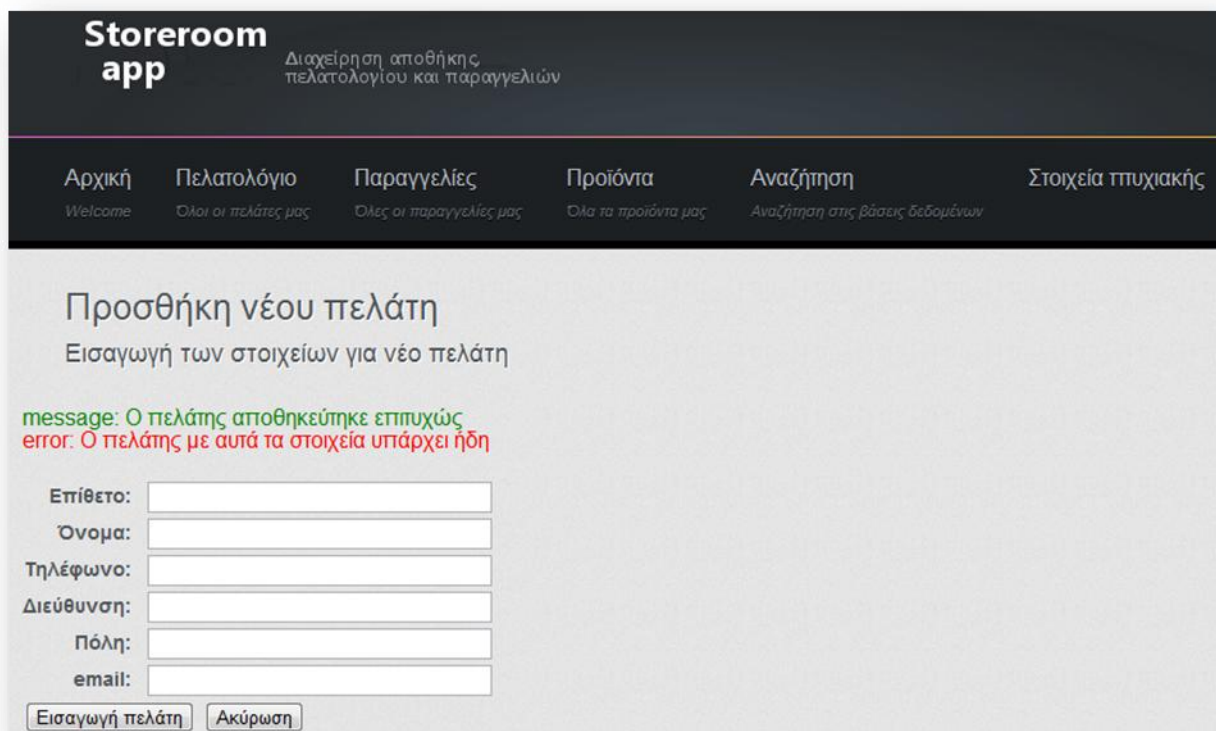 Storeroom
app
Διαχείρηση αποθήκης,
πελατολογίου και παραγγελιών
Αρχική Πελατολόγιο Παραγγελίες Προϊόντα Αναζήτηση Στοιχεία πτυχιακής
Welcome Όλοι οι πελάτες μας Όλες οι παραγγελίες μας Όλα τα προϊόντα μας Αναζήτηση στις βάσεις δεδομένων
Προσθήκη νέου πελάτη
Εισαγωγή των στοιχείων για νέο πελάτη
message: Ο πελάτης αποθηκεύτηκε επιτυχώς
error: Ο πελάτης με αυτά τα στοιχεία υπάρχει ήδη
Επίθετο:
Όνομα:
Τηλέφωνο:
Διεύθυνση:
Πόλη:
email:
Εισαγωγή πελάτη Ακύρωση